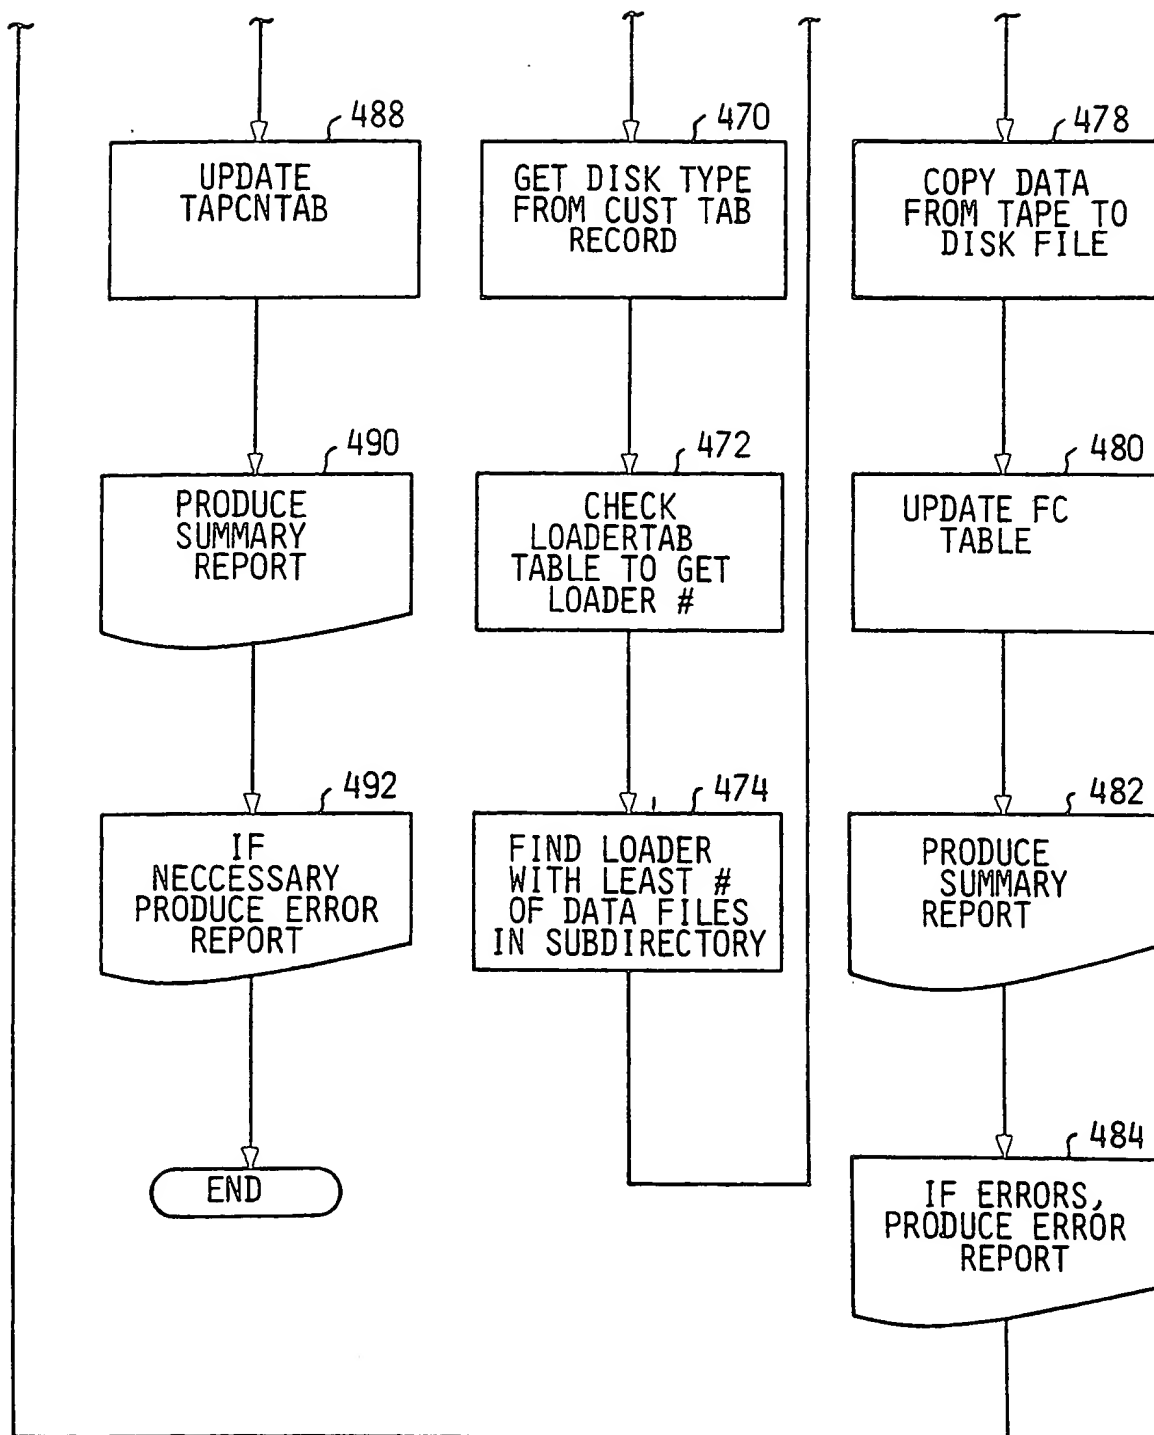 488
UPDATE
TAPCNTAB
490
PRODUCE
SUMMARY
REPORT
492
IF
NECCESSARY
PRODUCE ERROR
REPORT
END
470
GET DISK TYPE
FROM CUST TAB
RECORD
472
CHECK
LOADERTAB
TABLE TO GET
LOADER #
474
FIND LOADER
WITH LEAST #
OF DATA FILES
IN SUBDIRECTORY
478
COPY DATA
FROM TAPE TO
DISK FILE
480
UPDATE FC
TABLE
482
PRODUCE
SUMMARY
REPORT
484
IF ERRORS,
PRODUCE ERROR
REPORT